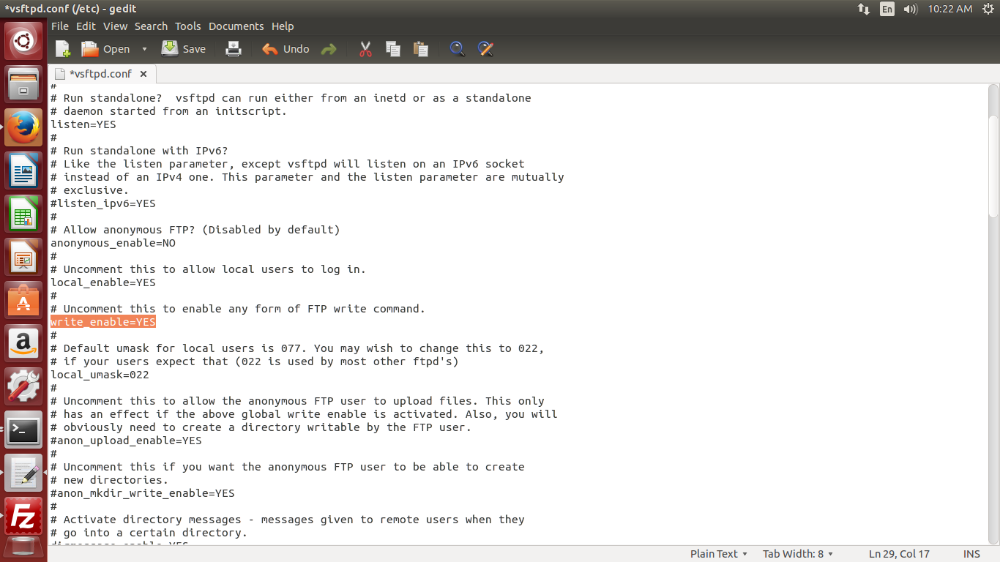 *vsftpd.conf (/etc) - gedit
En
10:22 AM
File Edit View Search Tools Documents Help
Open Save Undo
*vsftpd.conf
#
# Run standalone?  vsftpd can run either from an inetd or as a standalone
# daemon started from an initscript.
listen=YES
#
# Run standalone with IPv6?
# Like the listen parameter, except vsftpd will listen on an IPv6 socket
# instead of an IPv4 one. This parameter and the listen parameter are mutually
# exclusive.
#listen_ipv6=YES
#
# Allow anonymous FTP? (Disabled by default)
anonymous_enable=NO
#
# Uncomment this to allow local users to log in.
local_enable=YES
#
# Uncomment this to enable any form of FTP write command.
write_enable=YES
#
# Default umask for local users is 077. You may wish to change this to 022,
# if your users expect that (022 is used by most other ftpd's)
local_umask=022
#
# Uncomment this to allow the anonymous FTP user to upload files. This only
# has an effect if the above global write enable is activated. Also, you will
# obviously need to create a directory writable by the FTP user.
#anon_upload_enable=YES
#
# Uncomment this if you want the anonymous FTP user to be able to create
# new directories.
#anon_mkdir_write_enable=YES
#
# Activate directory messages - messages given to remote users when they
# go into a certain directory.
dirmessage_enable=YES
Plain Text Tab Width: 8 Ln 29, Col 17 INS